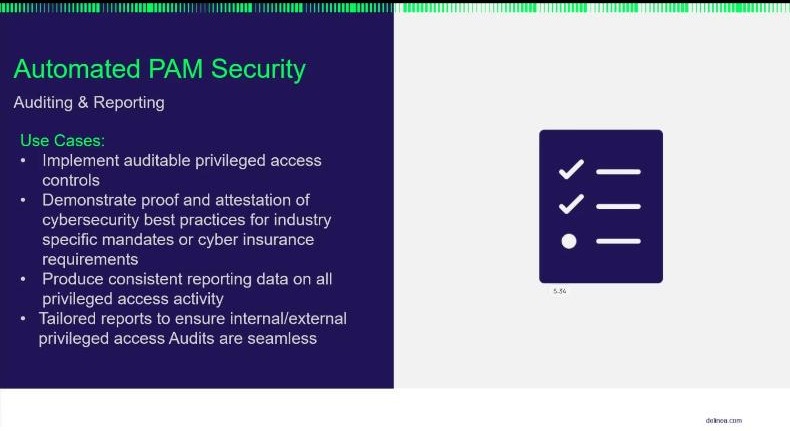 Automated PAM Security
Auditing & Reporting
Use Cases:
• Implement auditable privileged access
controls
• Demonstrate proof and attestation of
cybersecurity best practices for industry
specific mandates or cyber insurance
requirements
• Produce consistent reporting data on all
privileged access activity
• Tailored reports to ensure internal/external
privileged access Audits are seamless
5.34
delinea.com